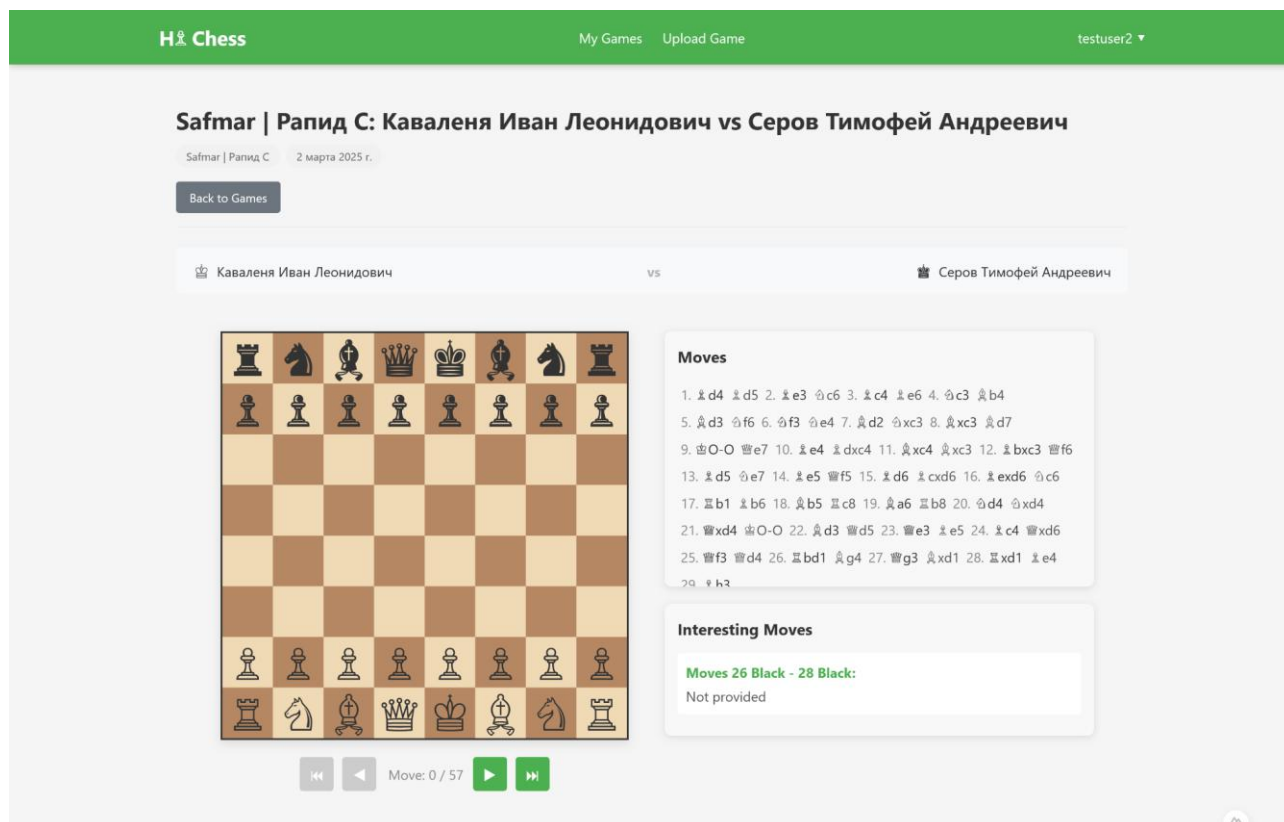 H♗ Chess
My Games Upload Game
testuser2 ▼
Safmar | Рапид C: Каваленя Иван Леонидович vs Серов Тимофей Андреевич
Safmar | Рапид C 2 марта 2025 г.
Back to Games
♔ Каваленя Иван Леонидович vs ♚ Серов Тимофей Андреевич
Moves
1. ♗d4 ♗d5 2. ♗e3 ♘c6 3. ♗c4 ♗e6 4. ♘c3 ♗b4
5. ♗d3 ♘f6 6. ♘f3 ♘e4 7. ♗d2 ♘xc3 8. ♗xc3 ♗d7
9. ♔O-O ♕e7 10. ♗e4 ♗dxc4 11. ♗xc4 ♗xc3 12. ♗bxc3 ♕f6
13. ♗d5 ♘e7 14. ♗e5 ♕f5 15. ♗d6 ♗cxd6 16. ♗exd6 ♘c6
17. ♖b1 ♗b6 18. ♗b5 ♖c8 19. ♗a6 ♖b8 20. ♘d4 ♘xd4
21. ♕xd4 ♔O-O 22. ♗d3 ♕d5 23. ♕e3 ♗e5 24. ♗c4 ♕xd6
25. ♕f3 ♕d4 26. ♖bd1 ♗g4 27. ♕g3 ♗xd1 28. ♖xd1 ♗e4
29. ♗h3
Interesting Moves
Moves 26 Black - 28 Black:
Not provided
Move: 0 / 57